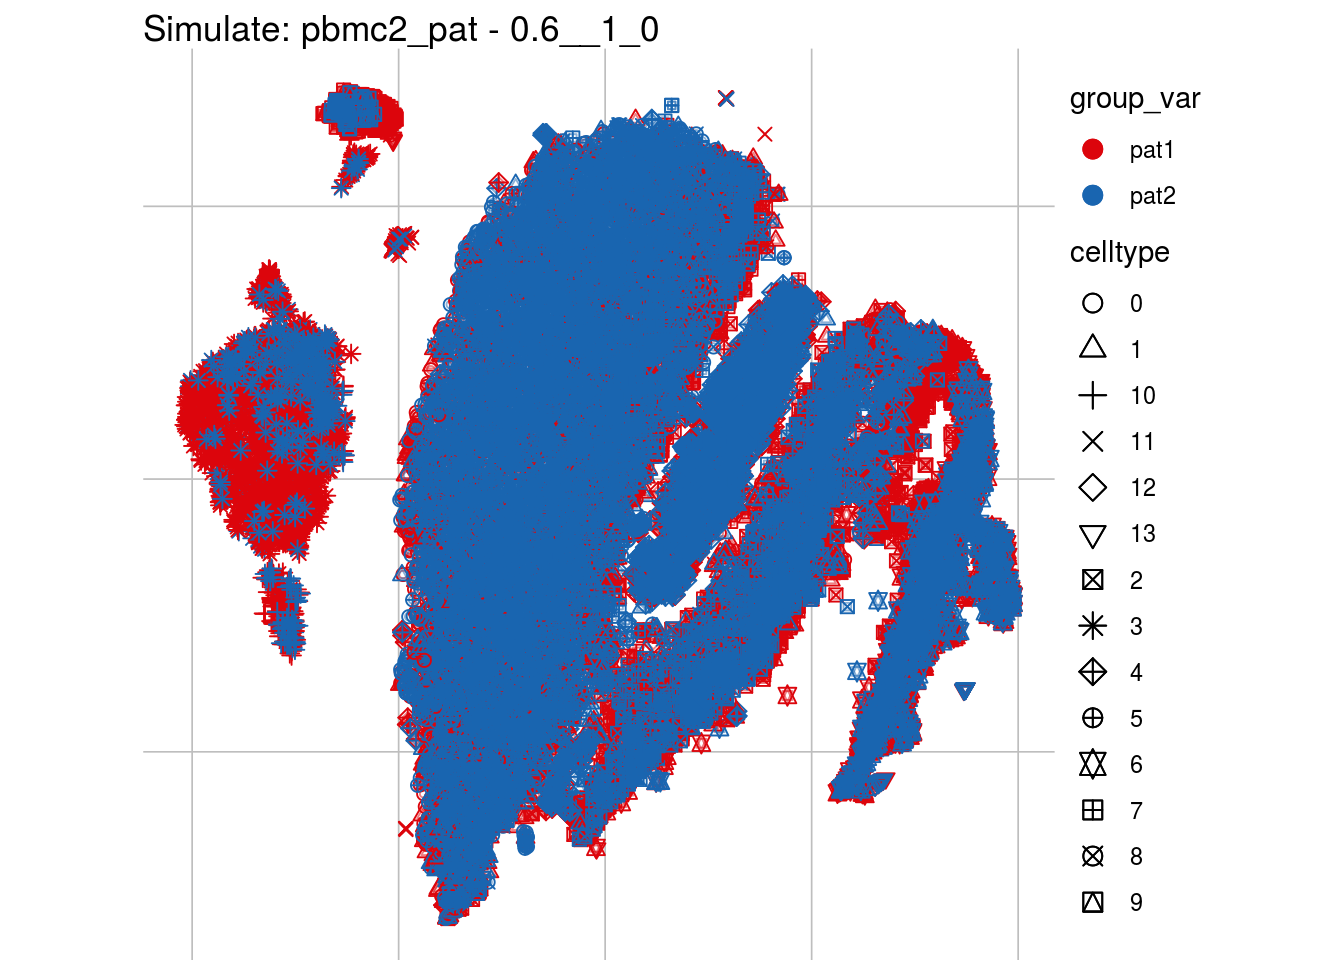 Simulate: pbmc2_pat - 0.6__1_0
group_var
pat1
pat2
celltype
0
1
10
11
12
13
2
3
4
5
6
7
8
9